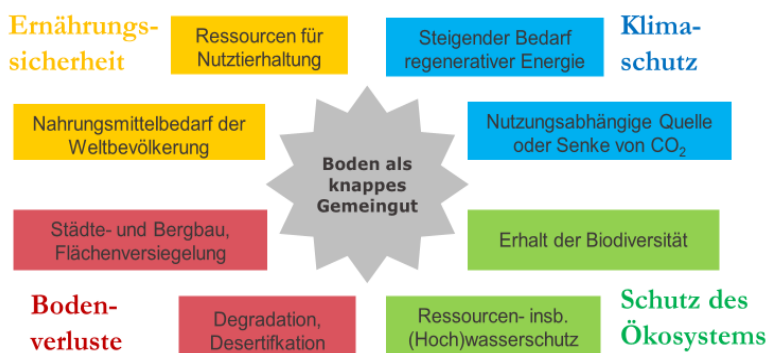 Ernährungs-
sicherheit
Ressourcen für
Nutztierhaltung
Steigender Bedarf
regenerativer Energie
Klima-
schutz
Nahrungsmittelbedarf der
Weltbevölkerung
Nutzungsabhängige Quelle
oder Senke von CO₂
Boden als
knappes
Gemeingut
Städte- und Bergbau,
Flächenversiegelung
Erhalt der Biodiversität
Boden-
verluste
Degradation,
Desertifkation
Ressourcen- insb.
(Hoch)wasserschutz
Schutz des
Ökosystems